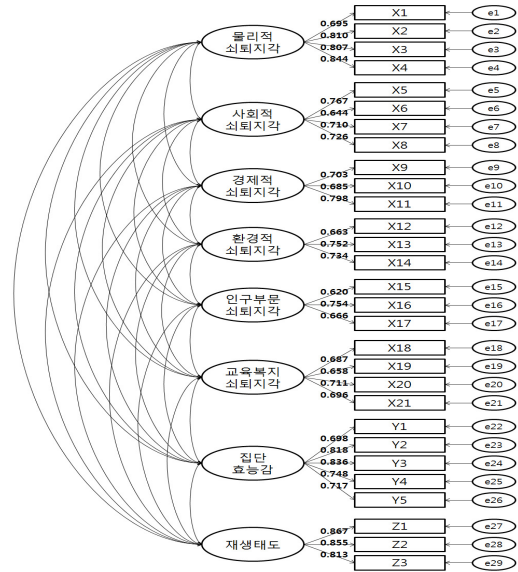 0.695 X1 e1
물리적 0.810 X2 e2
쇠퇴지각 0.807 X3 e3
0.844 X4 e4
0.767 X5 e5
사회적 0.644 X6 e6
쇠퇴지각 0.710 X7 e7
0.726 X8 e8
0.703 X9 e9
경제적 0.685 X10 e10
쇠퇴지각 0.798 X11 e11
0.663 X12 e12
환경적 0.752 X13 e13
쇠퇴지각 0.734 X14 e14
0.620 X15 e15
인구부문 0.754 X16 e16
쇠퇴지각 0.666 X17 e17
0.687 X18 e18
교육복지 0.658 X19 e19
쇠퇴지각 0.711 X20 e20
0.696 X21 e21
0.698 Y1 e22
0.818 Y2 e23
집단 0.836 Y3 e24
효능감 0.748 Y4 e25
0.717 Y5 e26
0.867 Z1 e27
재생태도 0.855 Z2 e28
0.813 Z3 e29